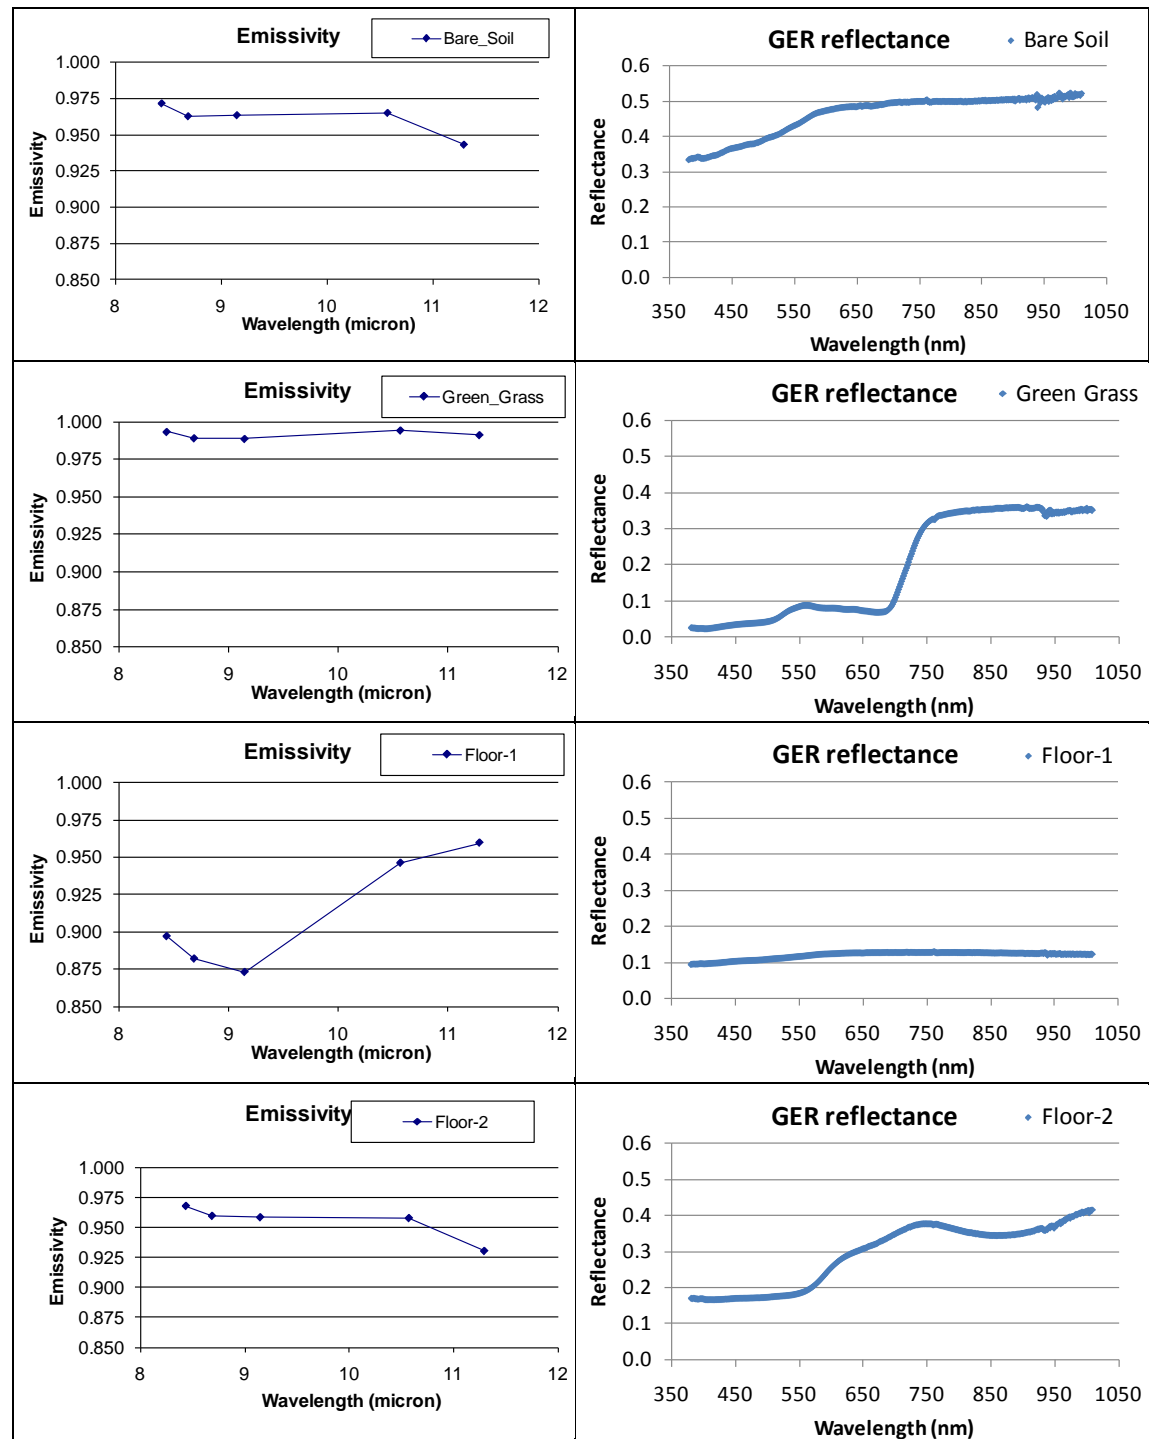 Emissivity
Bare_Soil
1.000
0.975
0.950
0.925
0.900
0.875
0.850
Emissivity
8 9 10 11 12
Wavelength (micron)
GER reflectance
Bare Soil
0.6
0.5
0.4
0.3
0.2
0.1
0.0
Reflectance
350 450 550 650 750 850 950 1050
Wavelength (nm)
Emissivity
Green_Grass
1.000
0.975
0.950
0.925
0.900
0.875
0.850
Emissivity
8 9 10 11 12
Wavelength (micron)
GER reflectance
Green Grass
0.6
0.5
0.4
0.3
0.2
0.1
0.0
Reflectance
350 450 550 650 750 850 950 1050
Wavelength (nm)
Emissivity
Floor-1
1.000
0.975
0.950
0.925
0.900
0.875
0.850
Emissivity
8 9 10 11 12
Wavelength (micron)
GER reflectance
Floor-1
0.6
0.5
0.4
0.3
0.2
0.1
0.0
Reflectance
350 450 550 650 750 850 950 1050
Wavelength (nm)
Emissivity
Floor-2
1.000
0.975
0.950
0.925
0.900
0.875
0.850
Emissivity
8 9 10 11 12
Wavelength (micron)
GER reflectance
Floor-2
0.6
0.5
0.4
0.3
0.2
0.1
0.0
Reflectance
350 450 550 650 750 850 950 1050
Wavelength (nm)